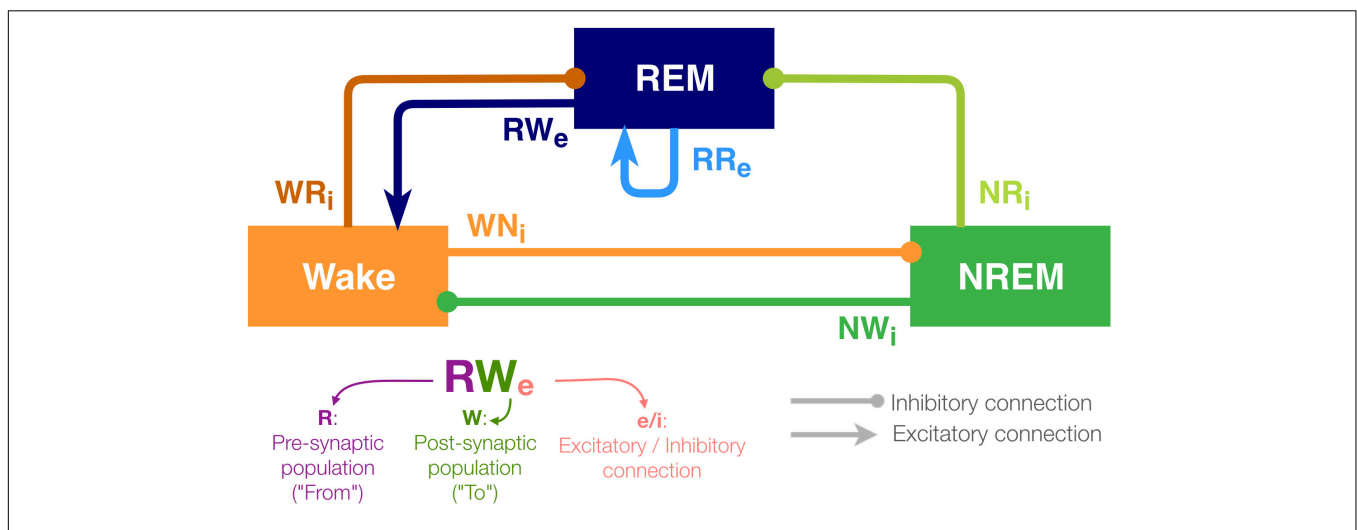 REM
RWe
RRe
WRi
NRi
WNi
Wake
NREM
NWi
RWe
R:
Pre-synaptic
population
("From")
W:
Post-synaptic
population
("To")
e/i:
Excitatory / Inhibitory
connection
Inhibitory connection
Excitatory connection